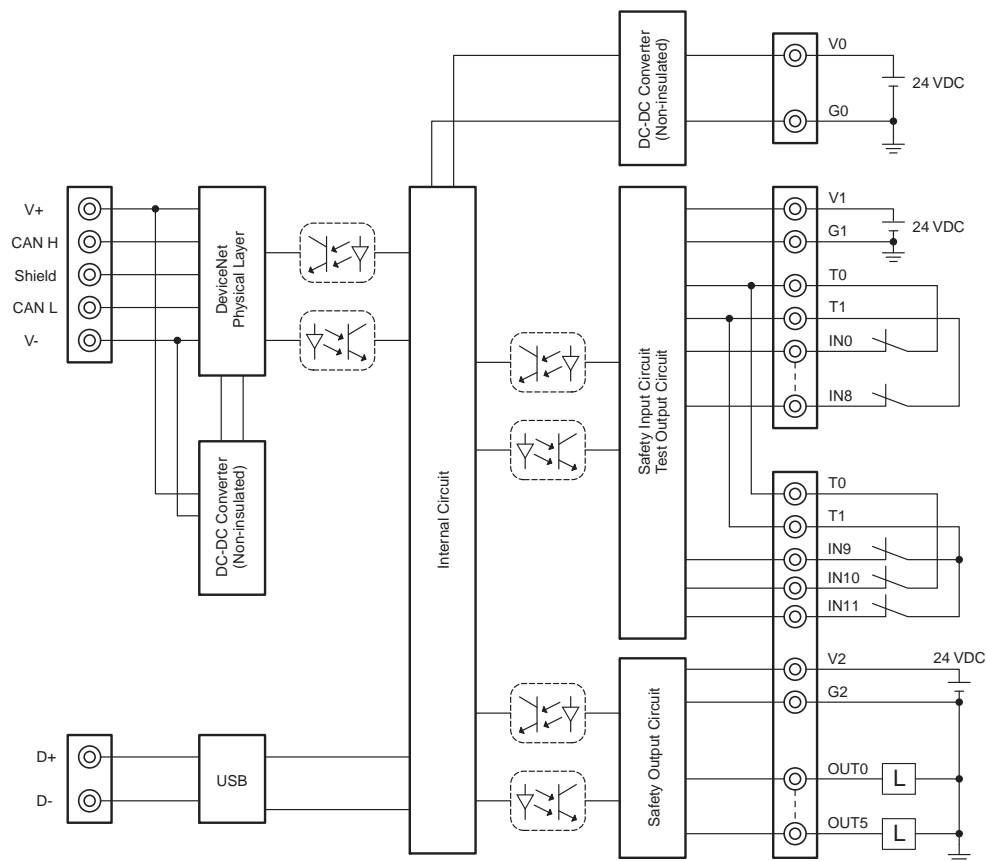 V0
DC-DC Converter
(Non-insulated)
24 VDC
G0
V+
CAN H
Shield
CAN L
V-
DeviceNet
Physical Layer
DC-DC Converter
(Non-insulated)
Internal Circuit
Safety Input Circuit
Test Output Circuit
V1
24 VDC
G1
T0
T1
IN0
IN8
T0
T1
IN9
IN10
IN11
V2
24 VDC
G2
Safety Output Circuit
OUT0
L
OUT5
L
D+
D-
USB